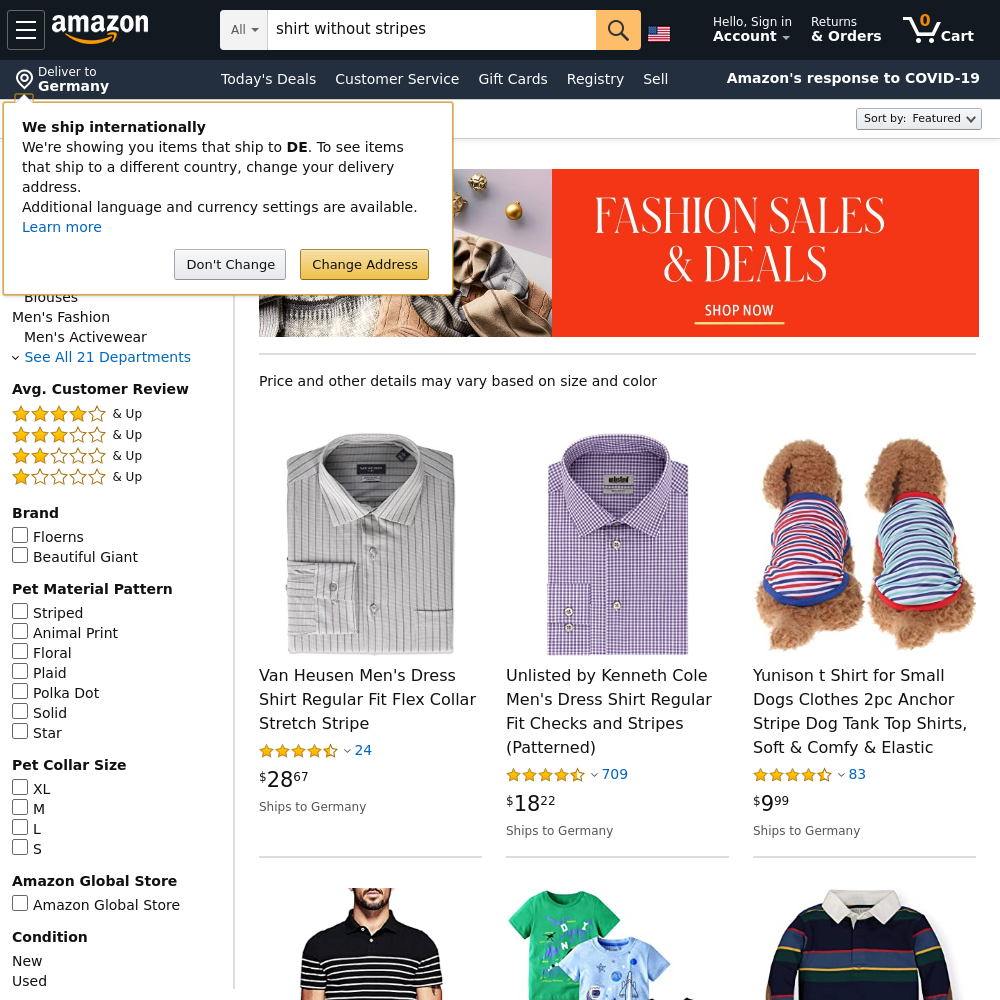 amazon
All
shirt without stripes
Hello, Sign in
Account
Returns
& Orders
0
Cart
Deliver to
Germany
Today's Deals
Customer Service
Gift Cards
Registry
Sell
Amazon's response to COVID-19
We ship internationally
We're showing you items that ship to DE. To see items
that ship to a different country, change your delivery
address.
Additional language and currency settings are available.
Learn more
Don't Change
Change Address
Sort by: Featured
FASHION SALES
& DEALS
SHOP NOW
Blouses
Men's Fashion
Men's Activewear
See All 21 Departments
Avg. Customer Review
& Up
& Up
& Up
& Up
Brand
Floerns
Beautiful Giant
Pet Material Pattern
Striped
Animal Print
Floral
Plaid
Polka Dot
Solid
Star
Pet Collar Size
XL
M
L
S
Amazon Global Store
Amazon Global Store
Condition
New
Used
Price and other details may vary based on size and color
Van Heusen Men's Dress
Shirt Regular Fit Flex Collar
Stretch Stripe
24
$28 67
Ships to Germany
Unlisted by Kenneth Cole
Men's Dress Shirt Regular
Fit Checks and Stripes
(Patterned)
709
$18 22
Ships to Germany
Yunison t Shirt for Small
Dogs Clothes 2pc Anchor
Stripe Dog Tank Top Shirts,
Soft & Comfy & Elastic
83
$9 99
Ships to Germany